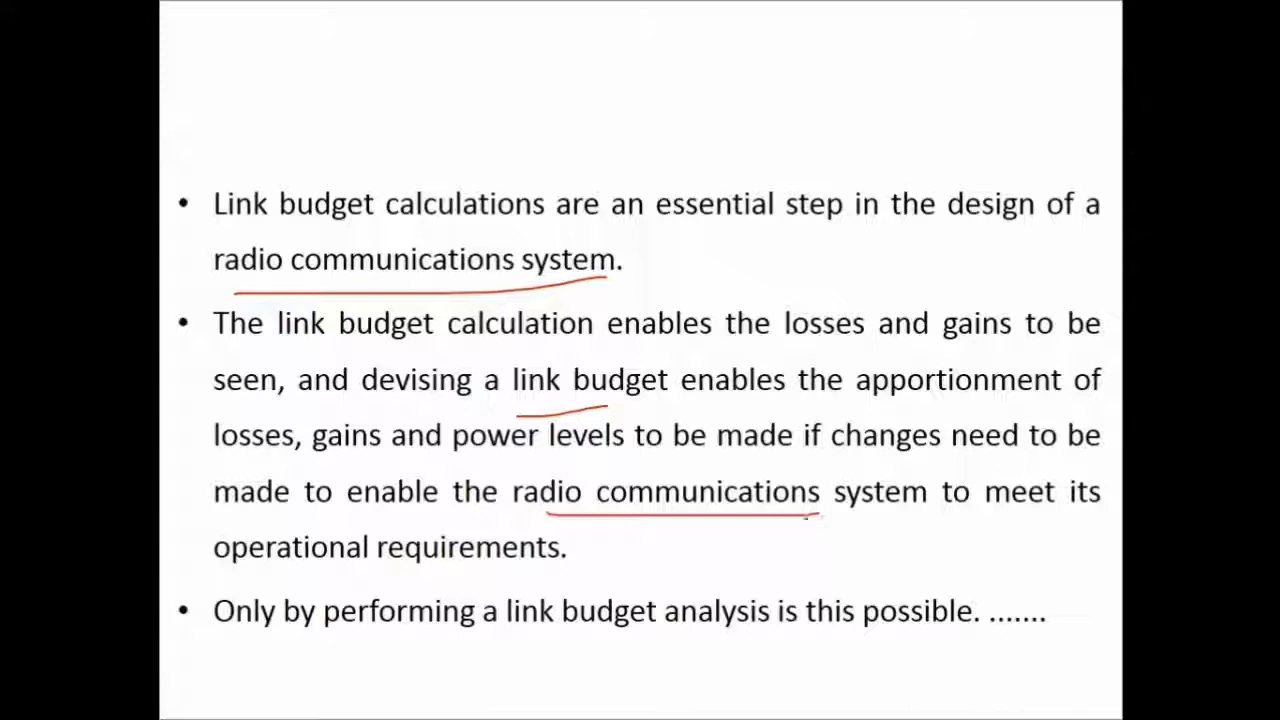 • Link budget calculations are an essential step in the design of a
radio communications system.
• The link budget calculation enables the losses and gains to be
seen, and devising a link budget enables the apportionment of
losses, gains and power levels to be made if changes need to be
made to enable the radio communications system to meet its
operational requirements.
• Only by performing a link budget analysis is this possible. .......